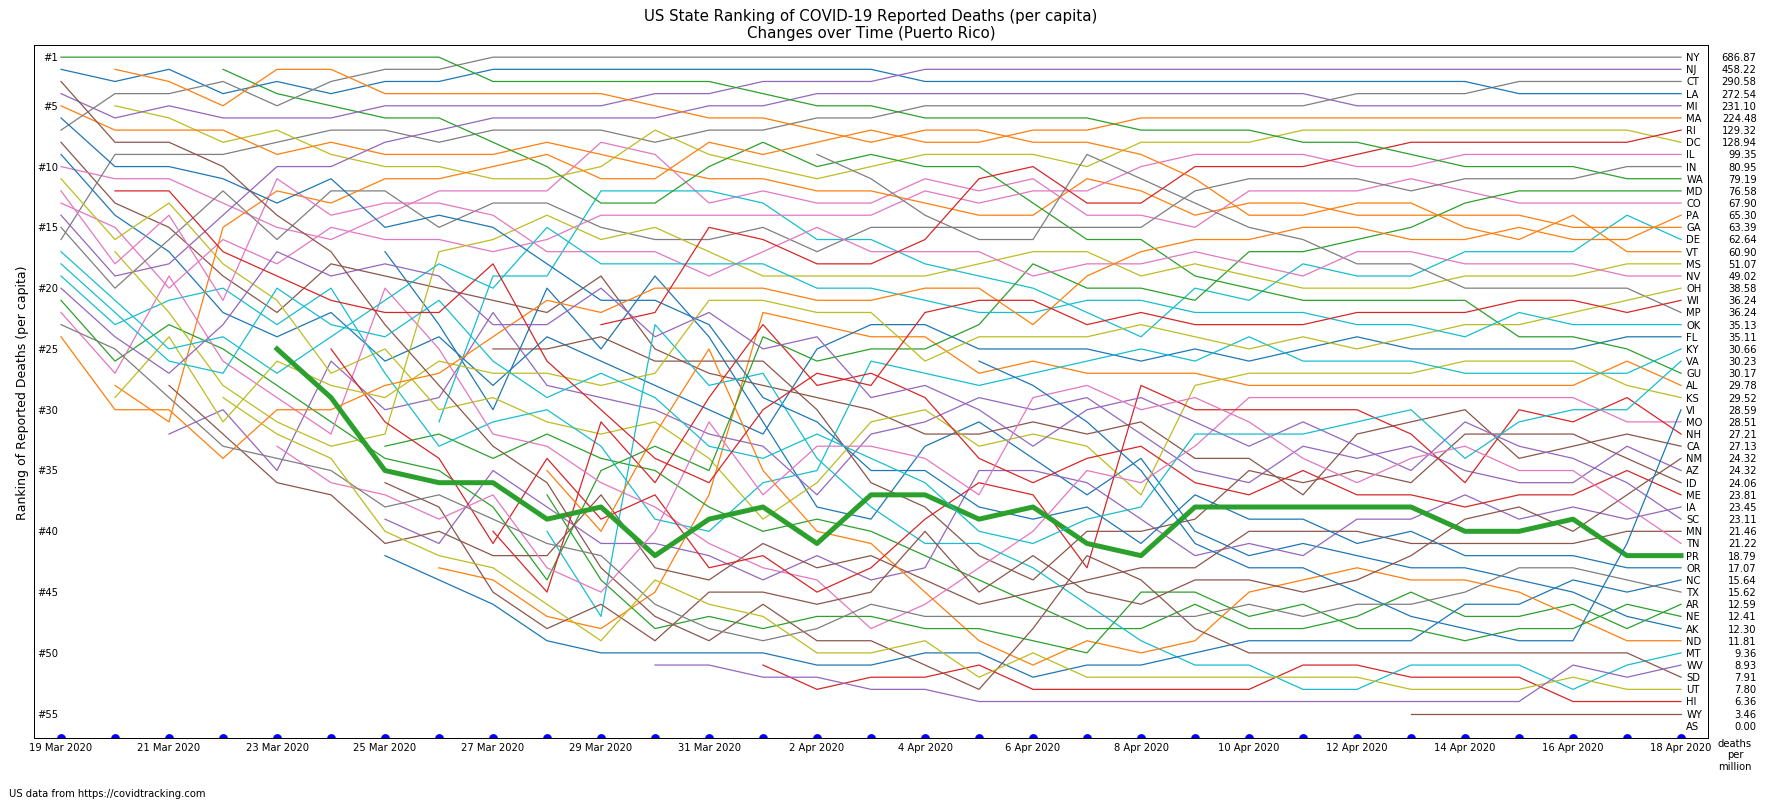 US State Ranking of COVID-19 Reported Deaths (per capita)
Changes over Time (Puerto Rico)
Ranking of Reported Deaths (per capita)
#1
#5
#10
#15
#20
#25
#30
#35
#40
#45
#50
#55
NY 686.87
NJ 458.22
CT 290.58
LA 272.54
MI 231.10
MA 224.48
RI 129.32
DC 128.94
IL 99.35
IN 80.95
WA 79.19
MD 76.58
CO 67.90
PA 65.30
GA 63.39
DE 62.64
VT 60.90
MS 51.07
NV 49.02
OH 38.58
WI 36.24
MP 36.24
OK 35.13
FL 35.11
KY 30.66
VA 30.23
GU 30.17
AL 29.78
KS 29.52
VI 28.59
MO 28.51
NH 27.21
CA 27.13
NM 24.32
AZ 24.32
ID 24.06
ME 23.81
IA 23.45
SC 23.11
MN 21.46
TN 21.22
PR 18.79
OR 17.07
NC 15.64
TX 15.62
AR 12.59
NE 12.41
AK 12.30
ND 11.81
MT 9.36
WV 8.93
SD 7.91
UT 7.80
HI 6.36
WY 3.46
AS 0.00
19 Mar 2020 21 Mar 2020 23 Mar 2020 25 Mar 2020 27 Mar 2020 29 Mar 2020 31 Mar 2020 2 Apr 2020 4 Apr 2020 6 Apr 2020 8 Apr 2020 10 Apr 2020 12 Apr 2020 14 Apr 2020 16 Apr 2020 18 Apr 2020
deaths
per
million
US data from https://covidtracking.com